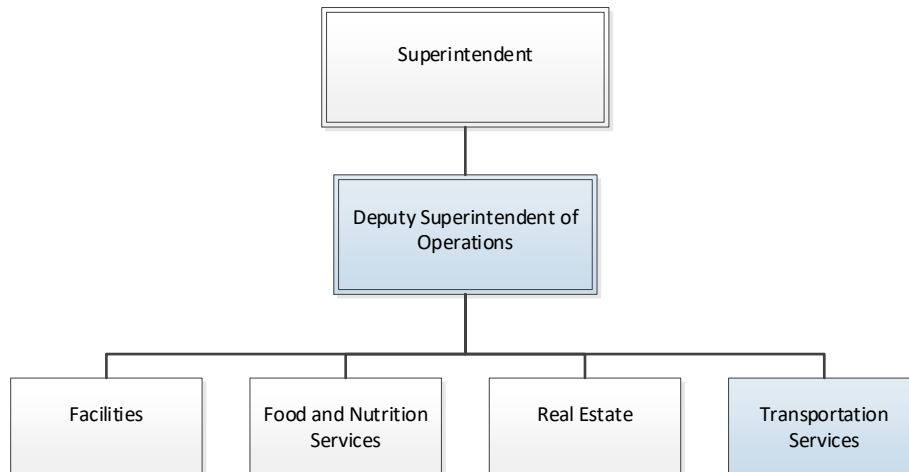 Superintendent
Deputy Superintendent of
Operations
Facilities
Food and Nutrition
Services
Real Estate
Transportation
Services